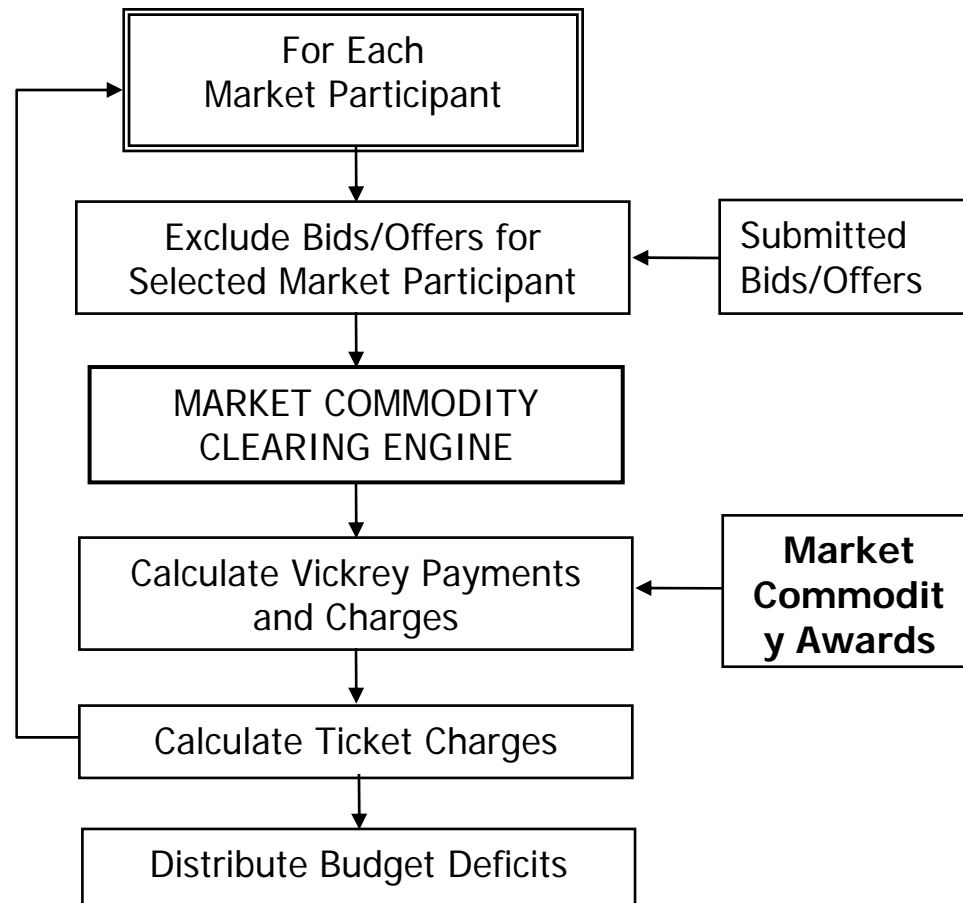 For Each
Market Participant
Exclude Bids/Offers for
Selected Market Participant
Submitted
Bids/Offers
MARKET COMMODITY
CLEARING ENGINE
Calculate Vickrey Payments
and Charges
Market
Commodit
y Awards
Calculate Ticket Charges
Distribute Budget Deficits